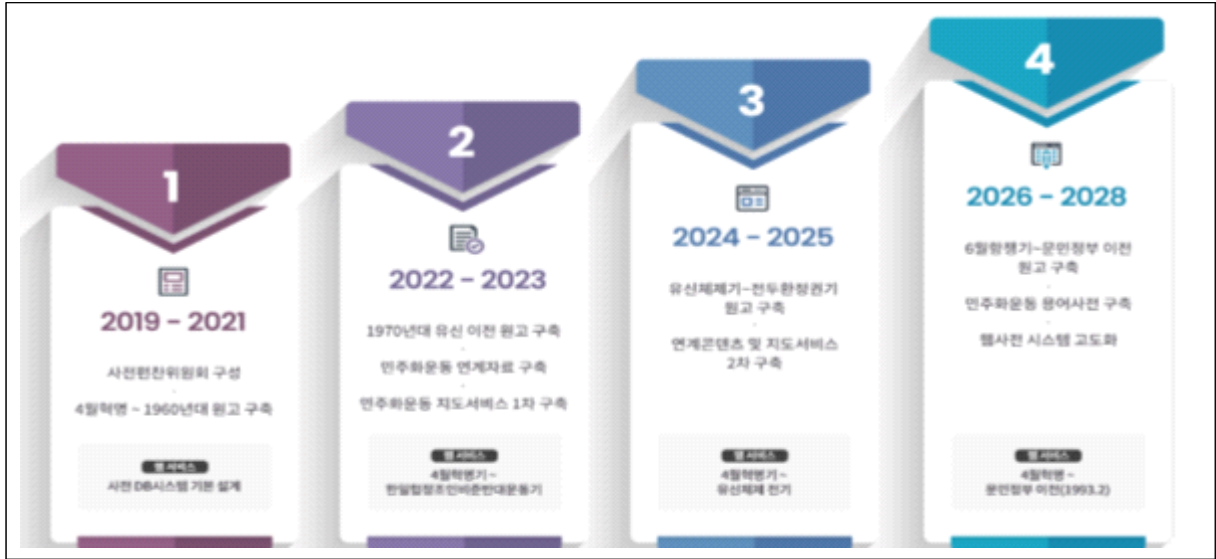 1
2019 - 2021
사전편찬위원회 구성
4월혁명 ~ 1960년대 원고 구축
웹 서비스
사전 DB시스템 기본 설계
2
2022 - 2023
1970년대 유신 이전 원고 구축
민주화운동 연계자료 구축
민주화운동 지도서비스 1차 구축
웹 서비스
4월혁명기 ~
한일협정조인비준반대운동기
3
2024 - 2025
유신체제기~전두환정권기
원고 구축
연계콘텐츠 및 지도서비스
2차 구축
웹 서비스
4월혁명기 ~
유신체제 전기
4
2026 - 2028
6월항쟁기~문민정부 이전
원고 구축
민주화운동 용어사전 구축
웹사전 시스템 고도화
웹 서비스
4월혁명 ~
문민정부 이전(1993.2)